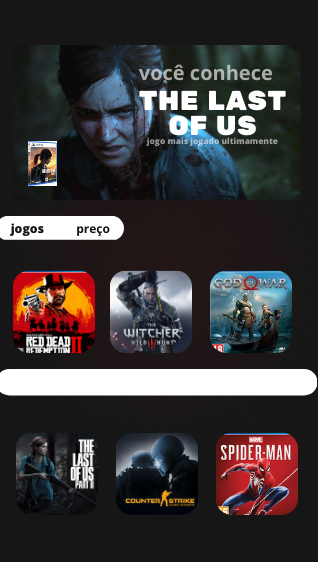 você conhece
THE LAST
OF US
jogo mais jogado ultimamente
jogos preço
RED DEAD
REDEMPTION II
GOD OF WAR
THE
WITCHER
WILD HUNT
18
THE
LAST
OF US
PART II
COUNTER STRIKE
MARVEL
SPIDER-MAN